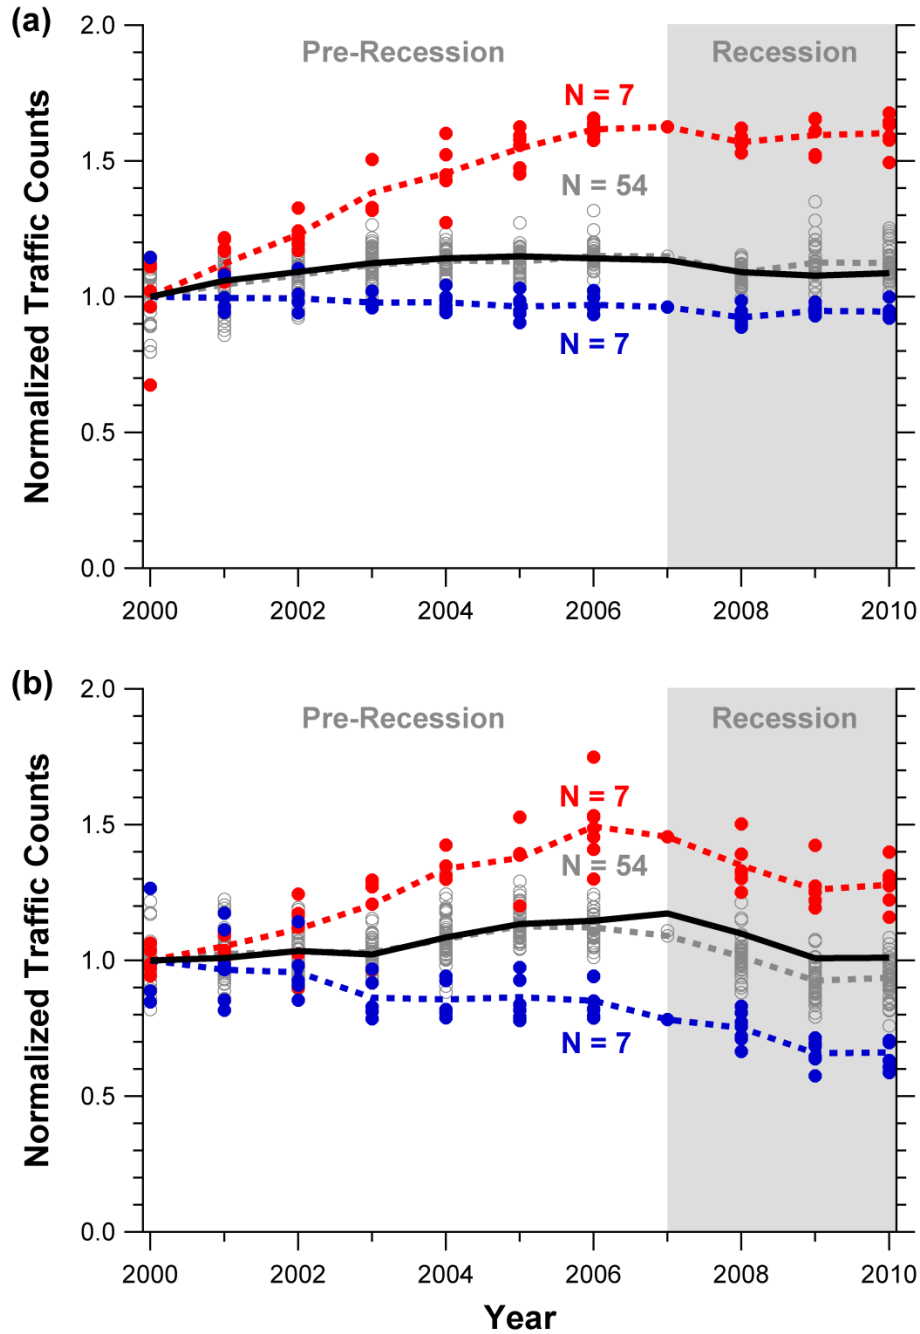 (a)
Normalized Traffic Counts
2.0
1.5
1.0
0.5
0.0
Pre-Recession
Recession
N = 7
N = 54
N = 7
2000
2002
2004
2006
2008
2010
(b)
Normalized Traffic Counts
2.0
1.5
1.0
0.5
0.0
Pre-Recession
Recession
N = 7
N = 54
N = 7
2000
2002
2004
2006
2008
2010
Year